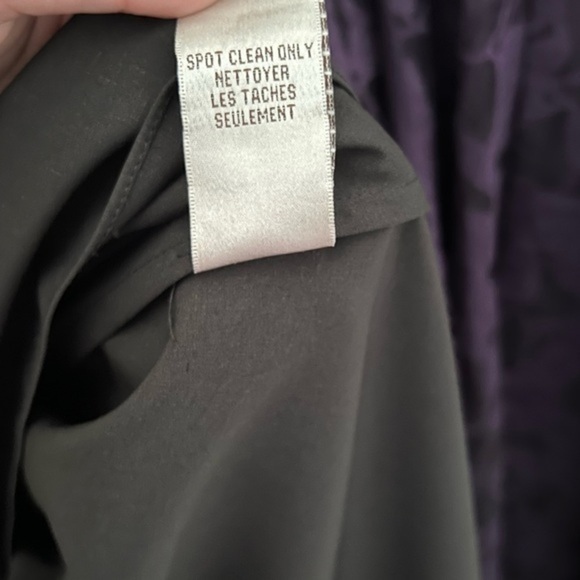 SPOT CLEAN ONLY
NETTOYER
LES TACHES
SEULEMENT